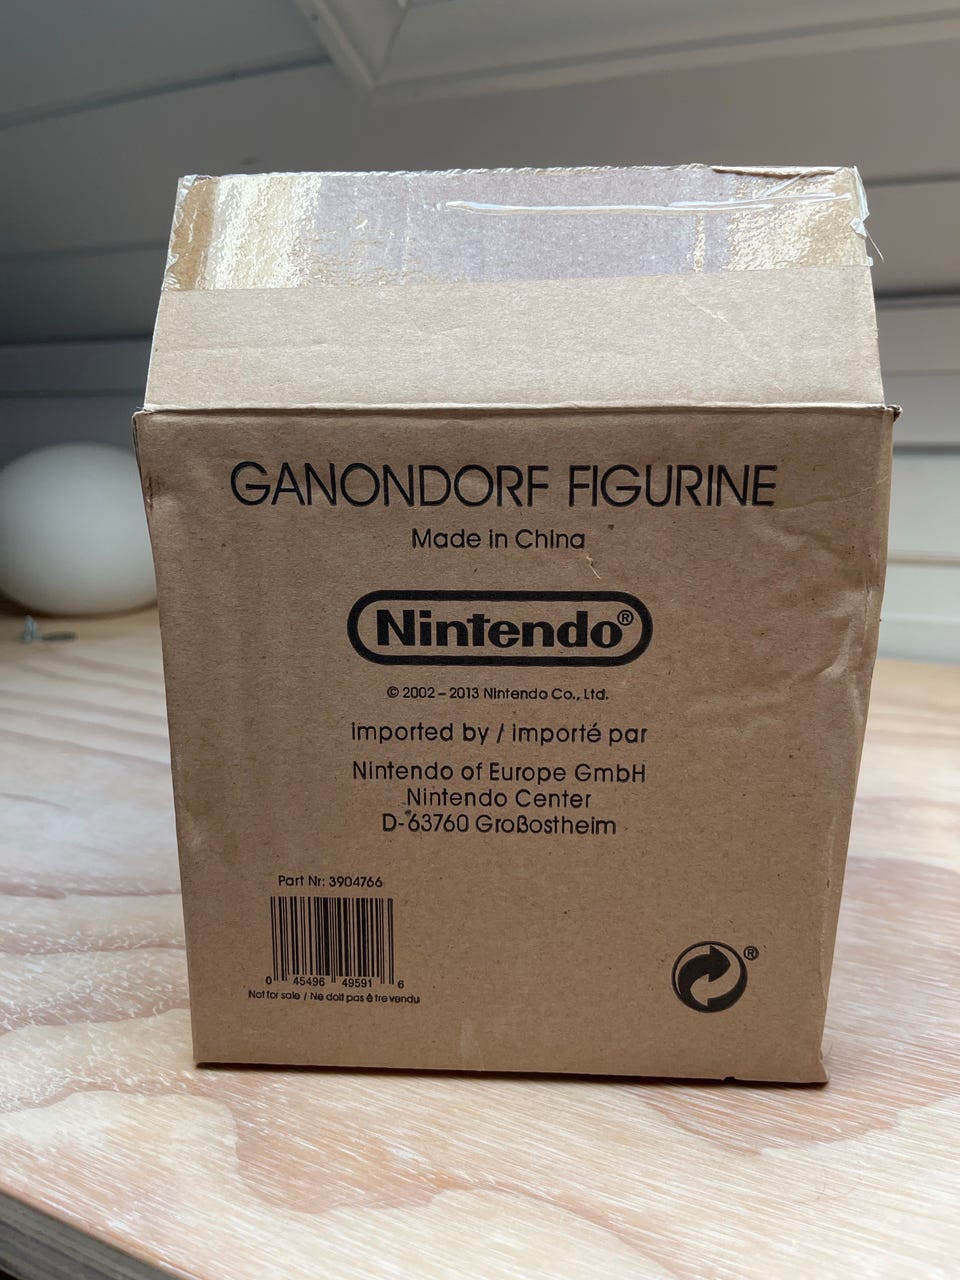 GANONDORF FIGURINE
Made in China
Nintendo®
© 2002 – 2013 Nintendo Co., Ltd.
imported by / importé par
Nintendo of Europe GmbH
Nintendo Center
D-63760 Großostheim
Part Nr: 3904766
0 45496 49591 6
Not for sale / Ne doit pas être vendu
®